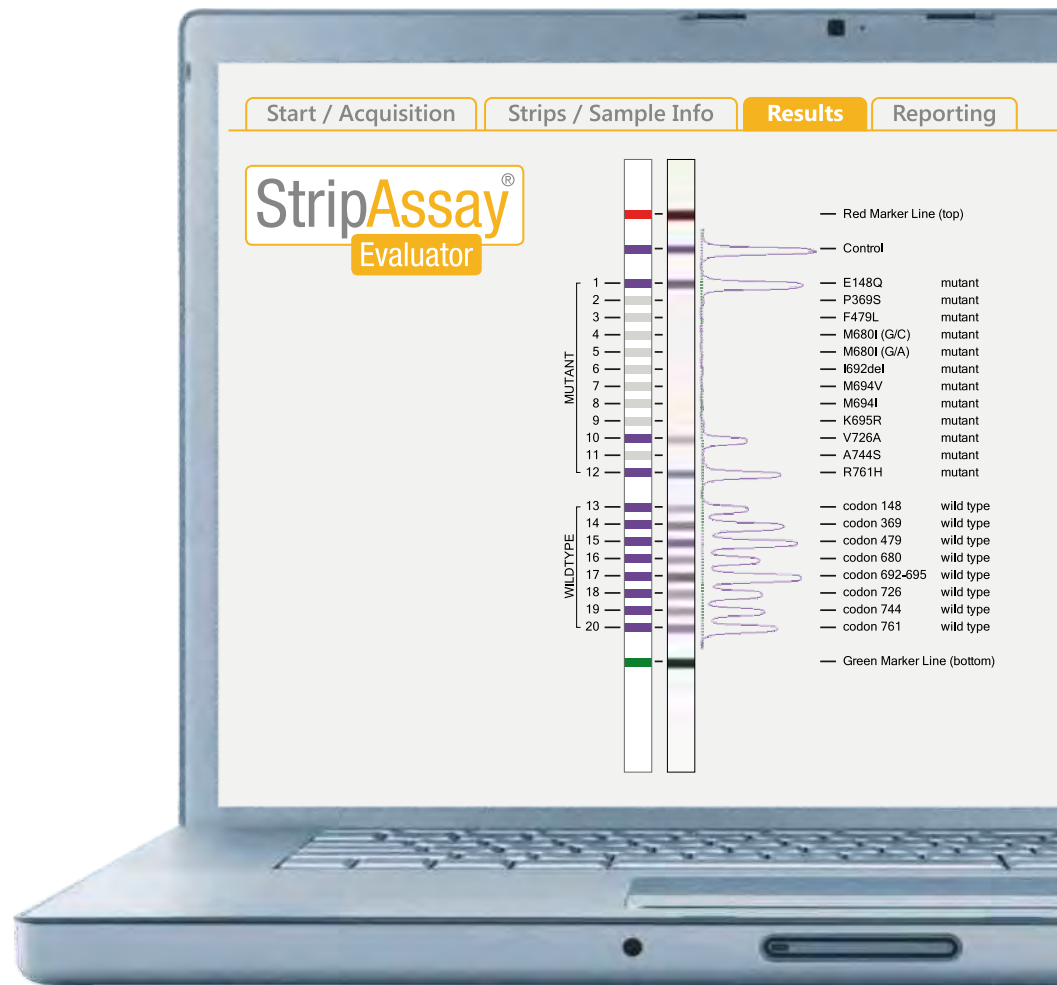 Start / Acquisition Strips / Sample Info Results Reporting
StripAssay®
Evaluator
Red Marker Line (top)
Control
MUTANT
1 E148Q mutant
2 P369S mutant
3 F479L mutant
4 M680I (G/C) mutant
5 M680I (G/A) mutant
6 I692del mutant
7 M694V mutant
8 M694I mutant
9 K695R mutant
10 V726A mutant
11 A744S mutant
12 R761H mutant
WILDTYPE
13 codon 148 wild type
14 codon 369 wild type
15 codon 479 wild type
16 codon 680 wild type
17 codon 692-695 wild type
18 codon 726 wild type
19 codon 744 wild type
20 codon 761 wild type
Green Marker Line (bottom)